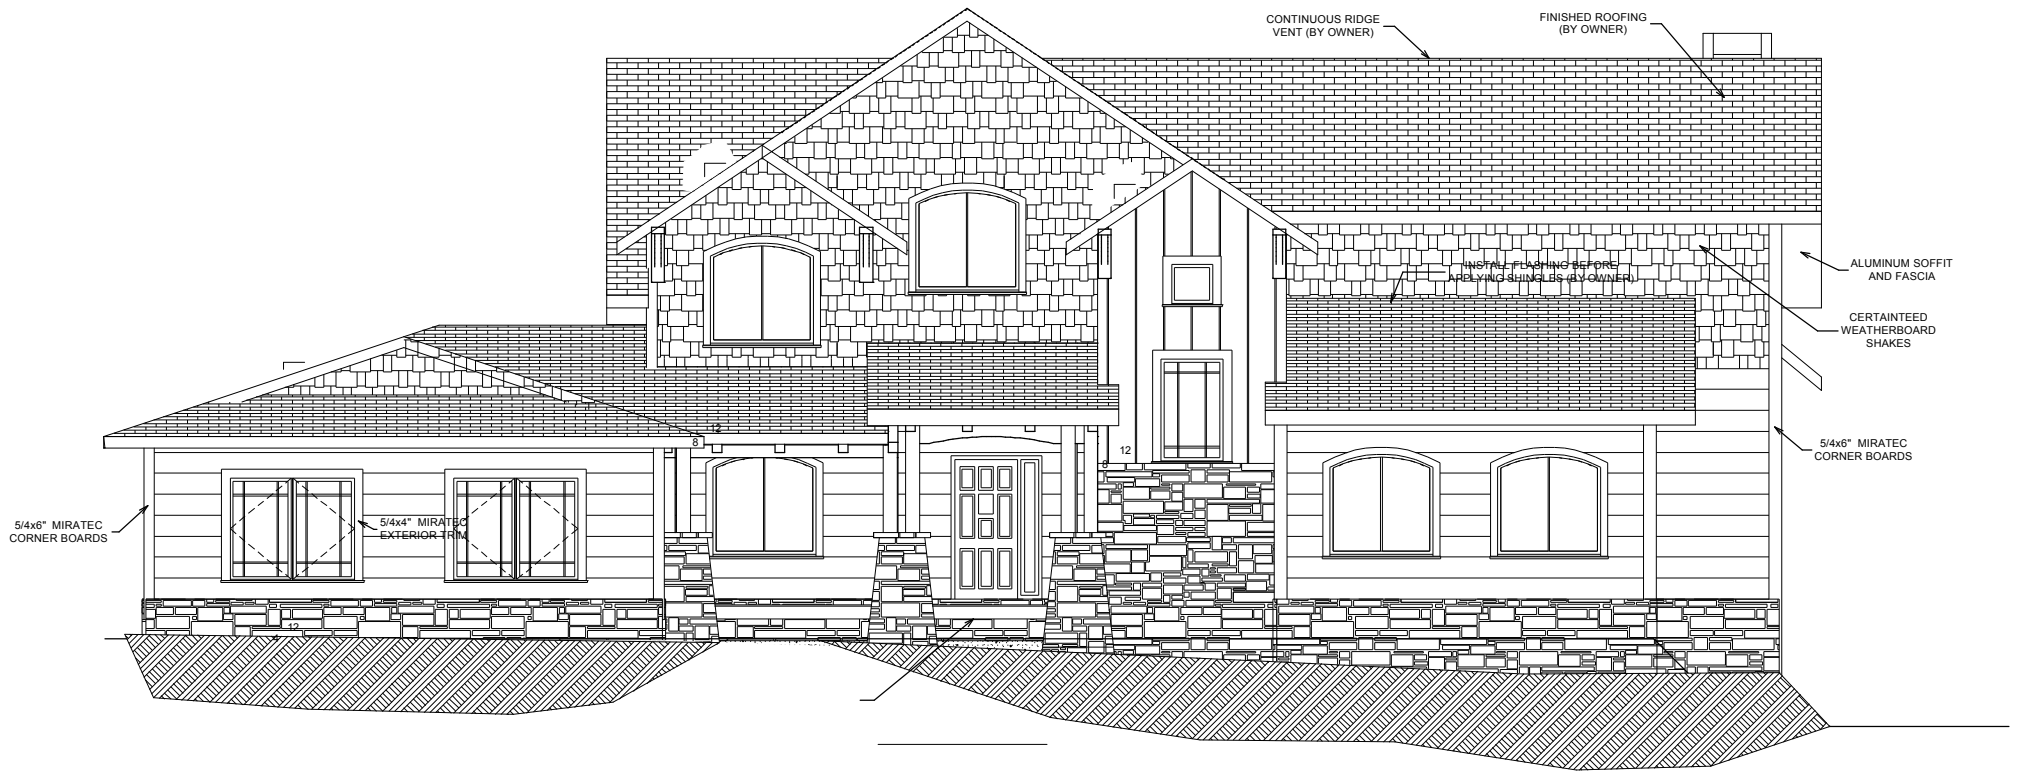 CONTINUOUS RIDGE
VENT (BY OWNER)
FINISHED ROOFING
(BY OWNER)
INSTALL FLASHING BEFORE
APPLYING SHINGLES (BY OWNER)
ALUMINUM SOFFIT
AND FASCIA
CERTAINTEED
WEATHERBOARD
SHAKES
12
8
12
8
5/4x6" MIRATEC
CORNER BOARDS
5/4x6" MIRATEC
CORNER BOARDS
5/4x4" MIRATEC
EXTERIOR TRIM
12
4